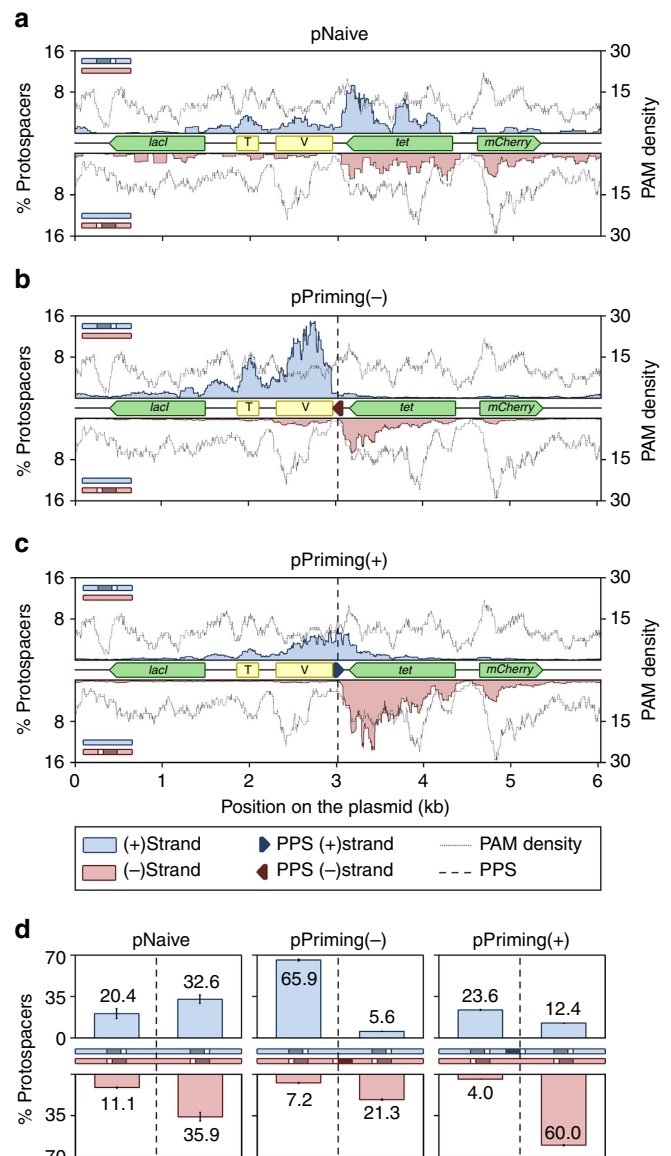 a
pNaive
16
30
8
15
% Protospacers
PAM density
lacI
T
V
tet
mCherry
8
15
16
30
b
pPriming(–)
16
30
8
15
% Protospacers
PAM density
lacI
T
V
tet
mCherry
8
15
16
30
c
pPriming(+)
16
30
8
15
% Protospacers
PAM density
lacI
T
V
tet
mCherry
8
15
16
30
0 1 2 3 4 5 6
Position on the plasmid (kb)
(+)Strand PPS (+)strand PAM density
(–)Strand PPS (–)strand PPS
d
pNaive pPriming(–) pPriming(+)
% Protospacers
70
35
0
20.4 32.6 65.9 5.6 23.6 12.4
35
70
11.1 35.9 7.2 21.3 4.0 60.0